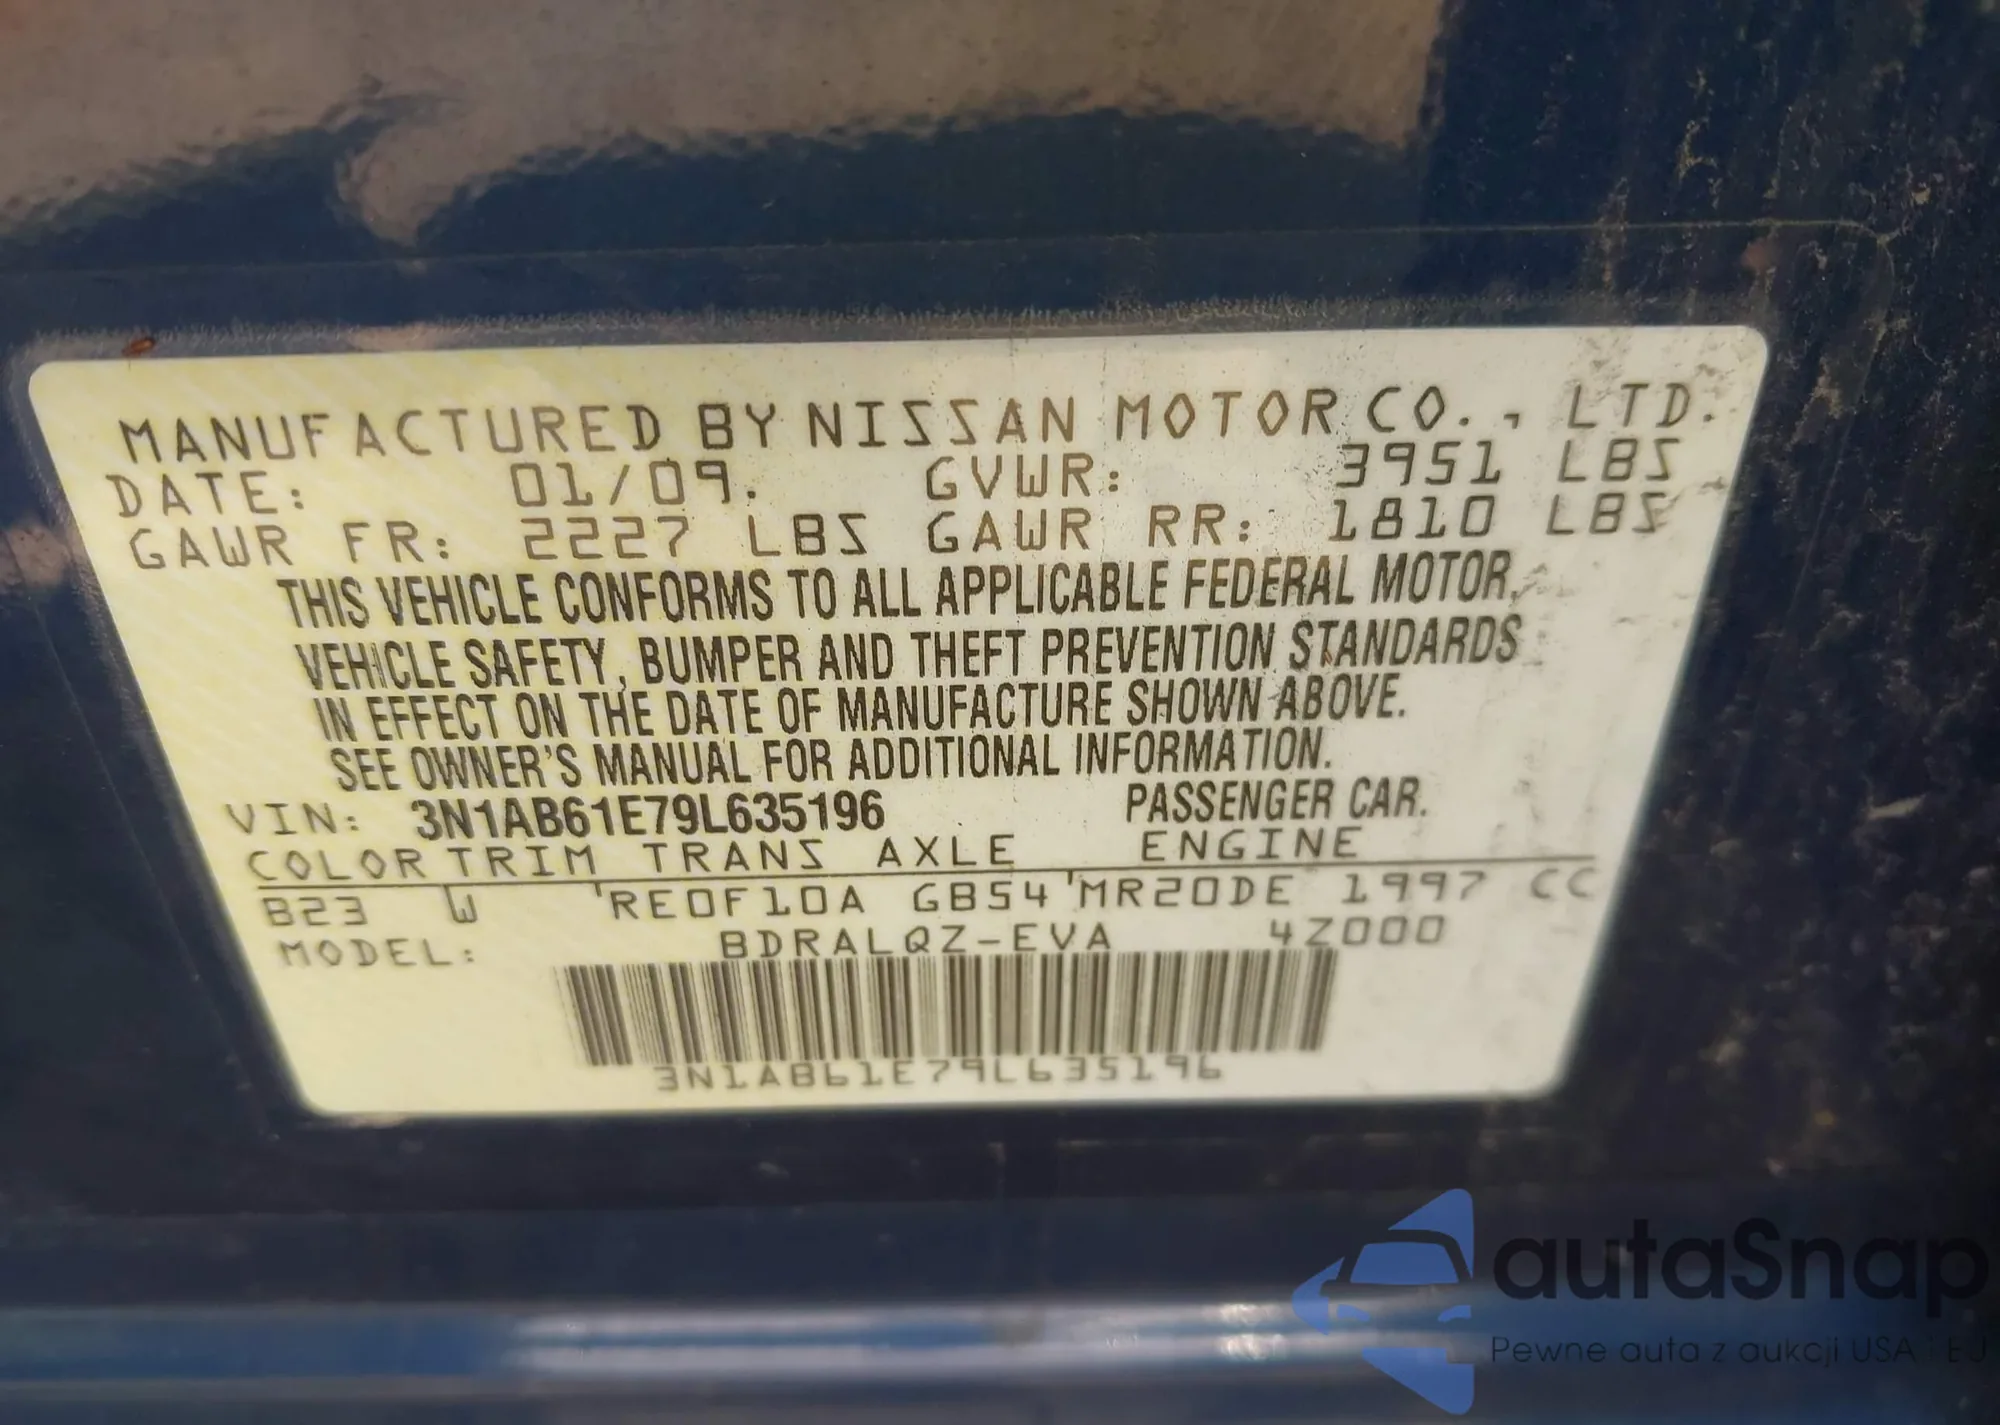 MANUFACTURED BY NISSAN MOTOR CO., LTD.
DATE: 01/09. GVWR: 3951 LBS
GAWR FR: 2227 LBS GAWR RR: 1810 LBS
THIS VEHICLE CONFORMS TO ALL APPLICABLE FEDERAL MOTOR
VEHICLE SAFETY, BUMPER AND THEFT PREVENTION STANDARDS
IN EFFECT ON THE DATE OF MANUFACTURE SHOWN ABOVE.
SEE OWNER'S MANUAL FOR ADDITIONAL INFORMATION.
VIN: 3N1AB61E79L635196 PASSENGER CAR.
COLOR TRIM TRANS AXLE ENGINE
B23 W 'RE0F10A GB54 'MR20DE 1997 CC
MODEL: BDRALQZ-EVA 4Z000
3N1AB61E79L635196
autaSnap
Pewne auta z aukcji USA i EU